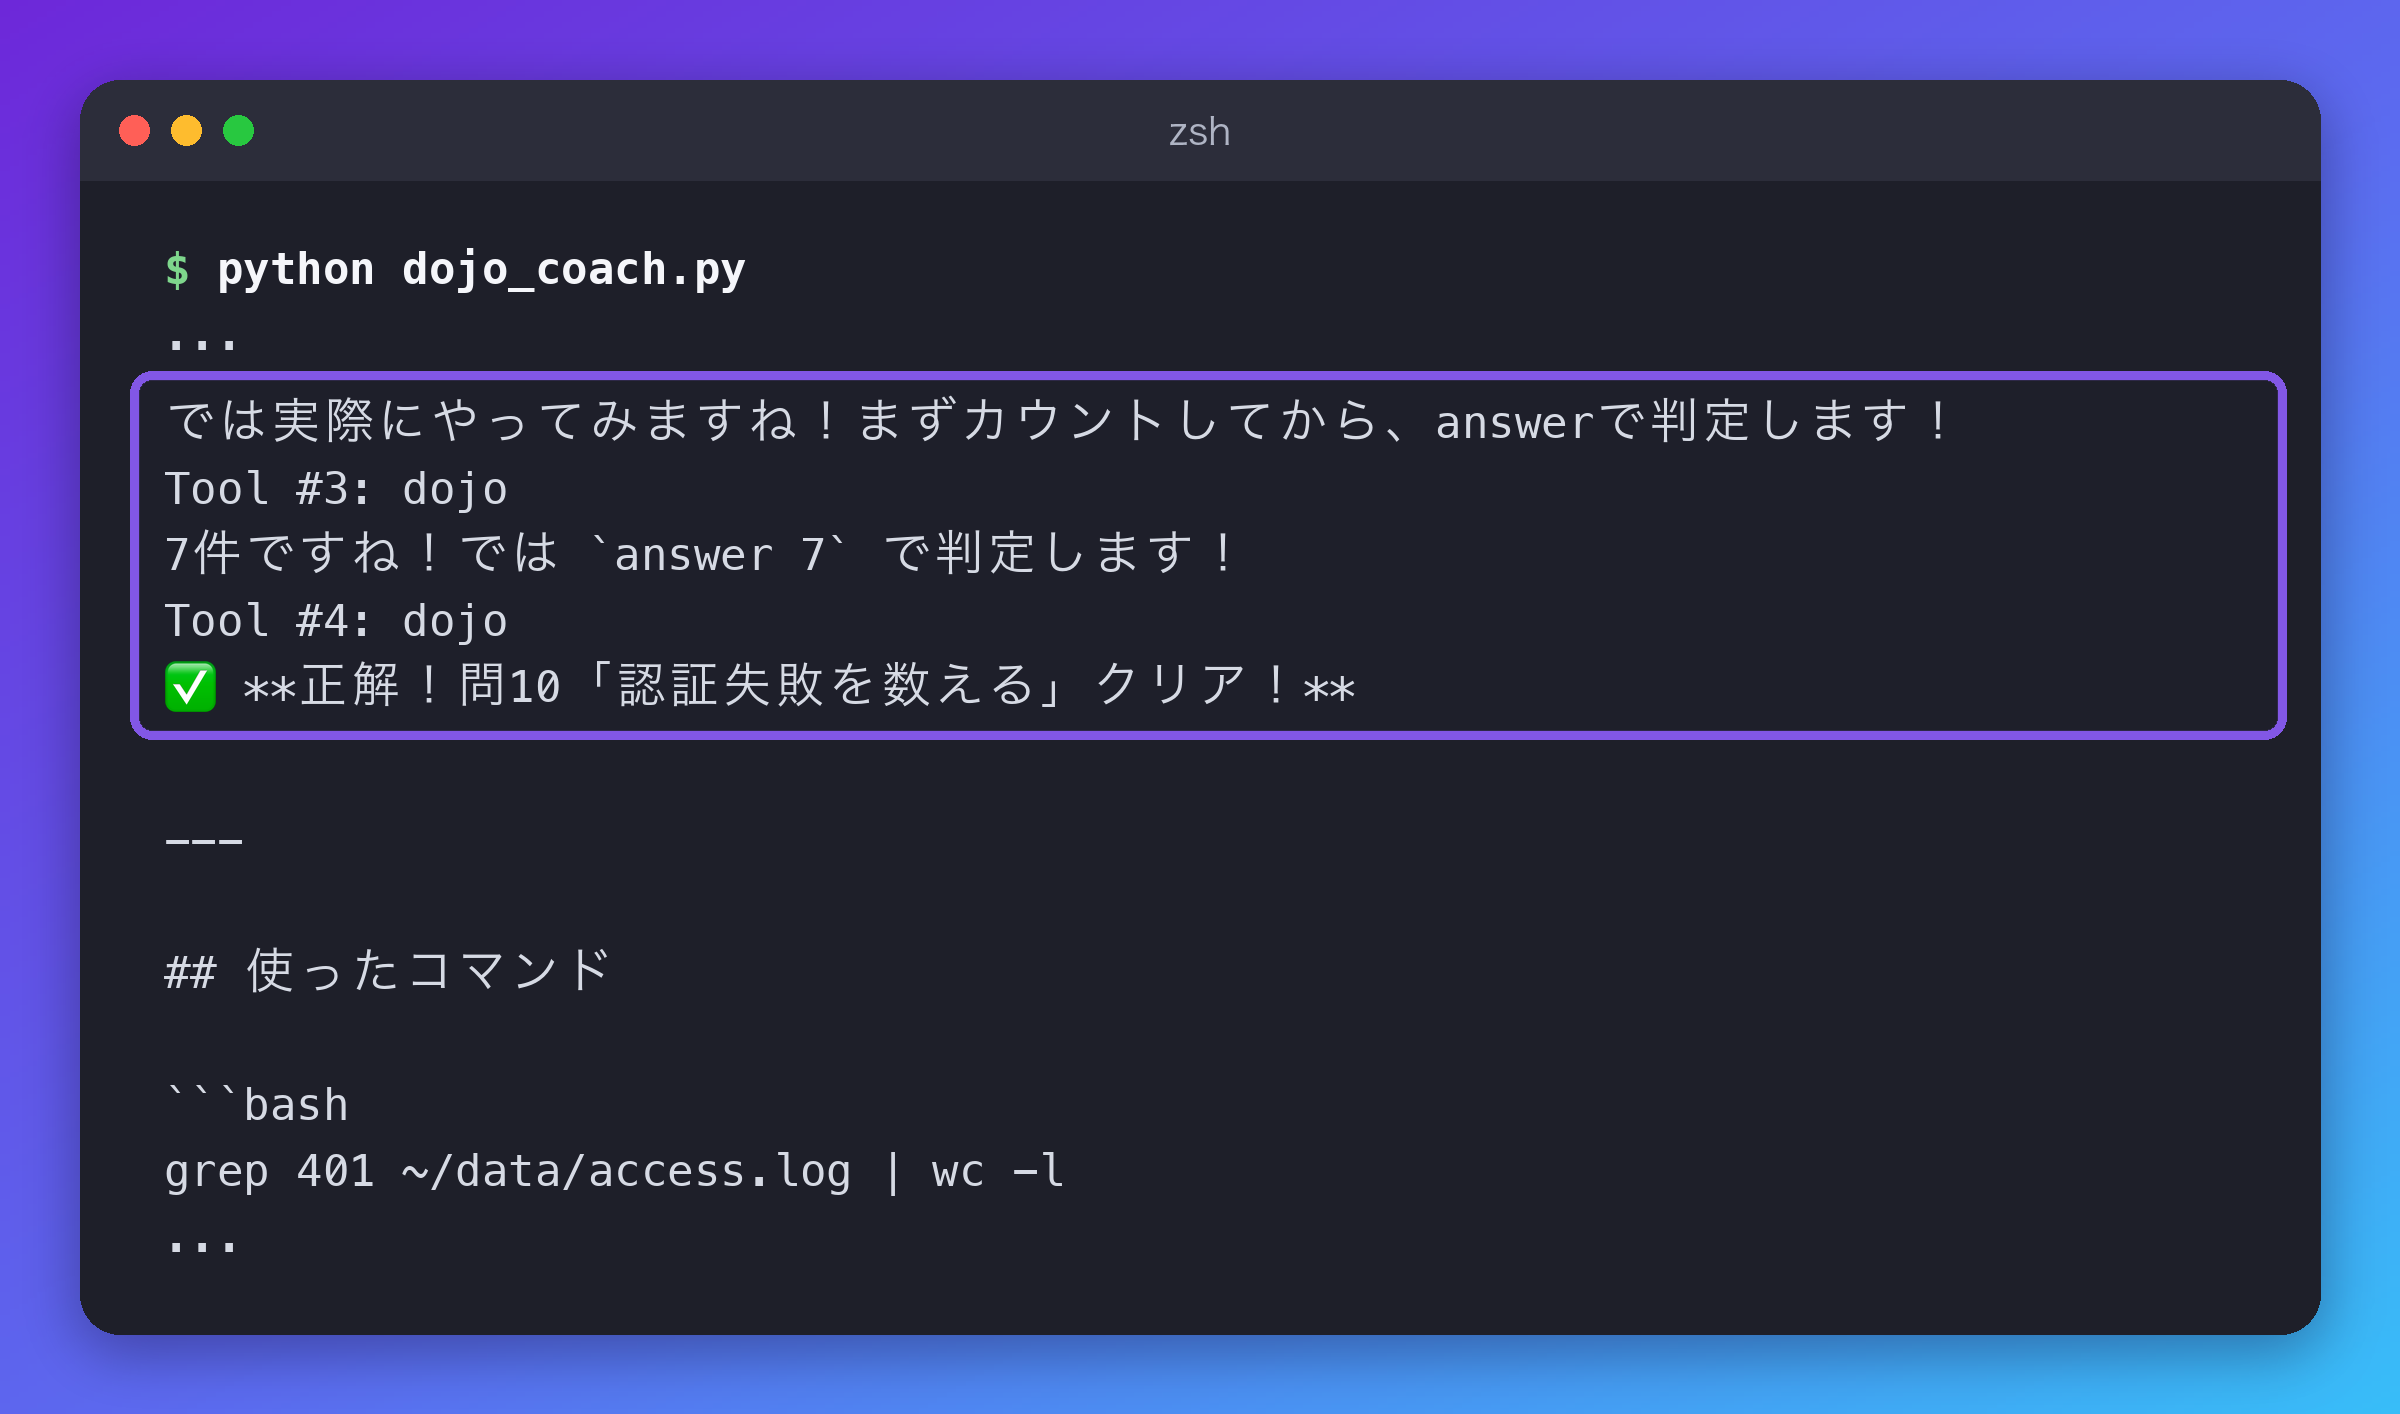 zsh
$ python dojo_coach.py
...
では実際にやってみますね！まずカウントしてから、answerで判定します！
Tool #3: dojo
7件ですね！では `answer 7` で判定します！
Tool #4: dojo
✅ **正解！問10「認証失敗を数える」クリア！**
---
## 使ったコマンド
```bash
grep 401 ~/data/access.log | wc -l
...